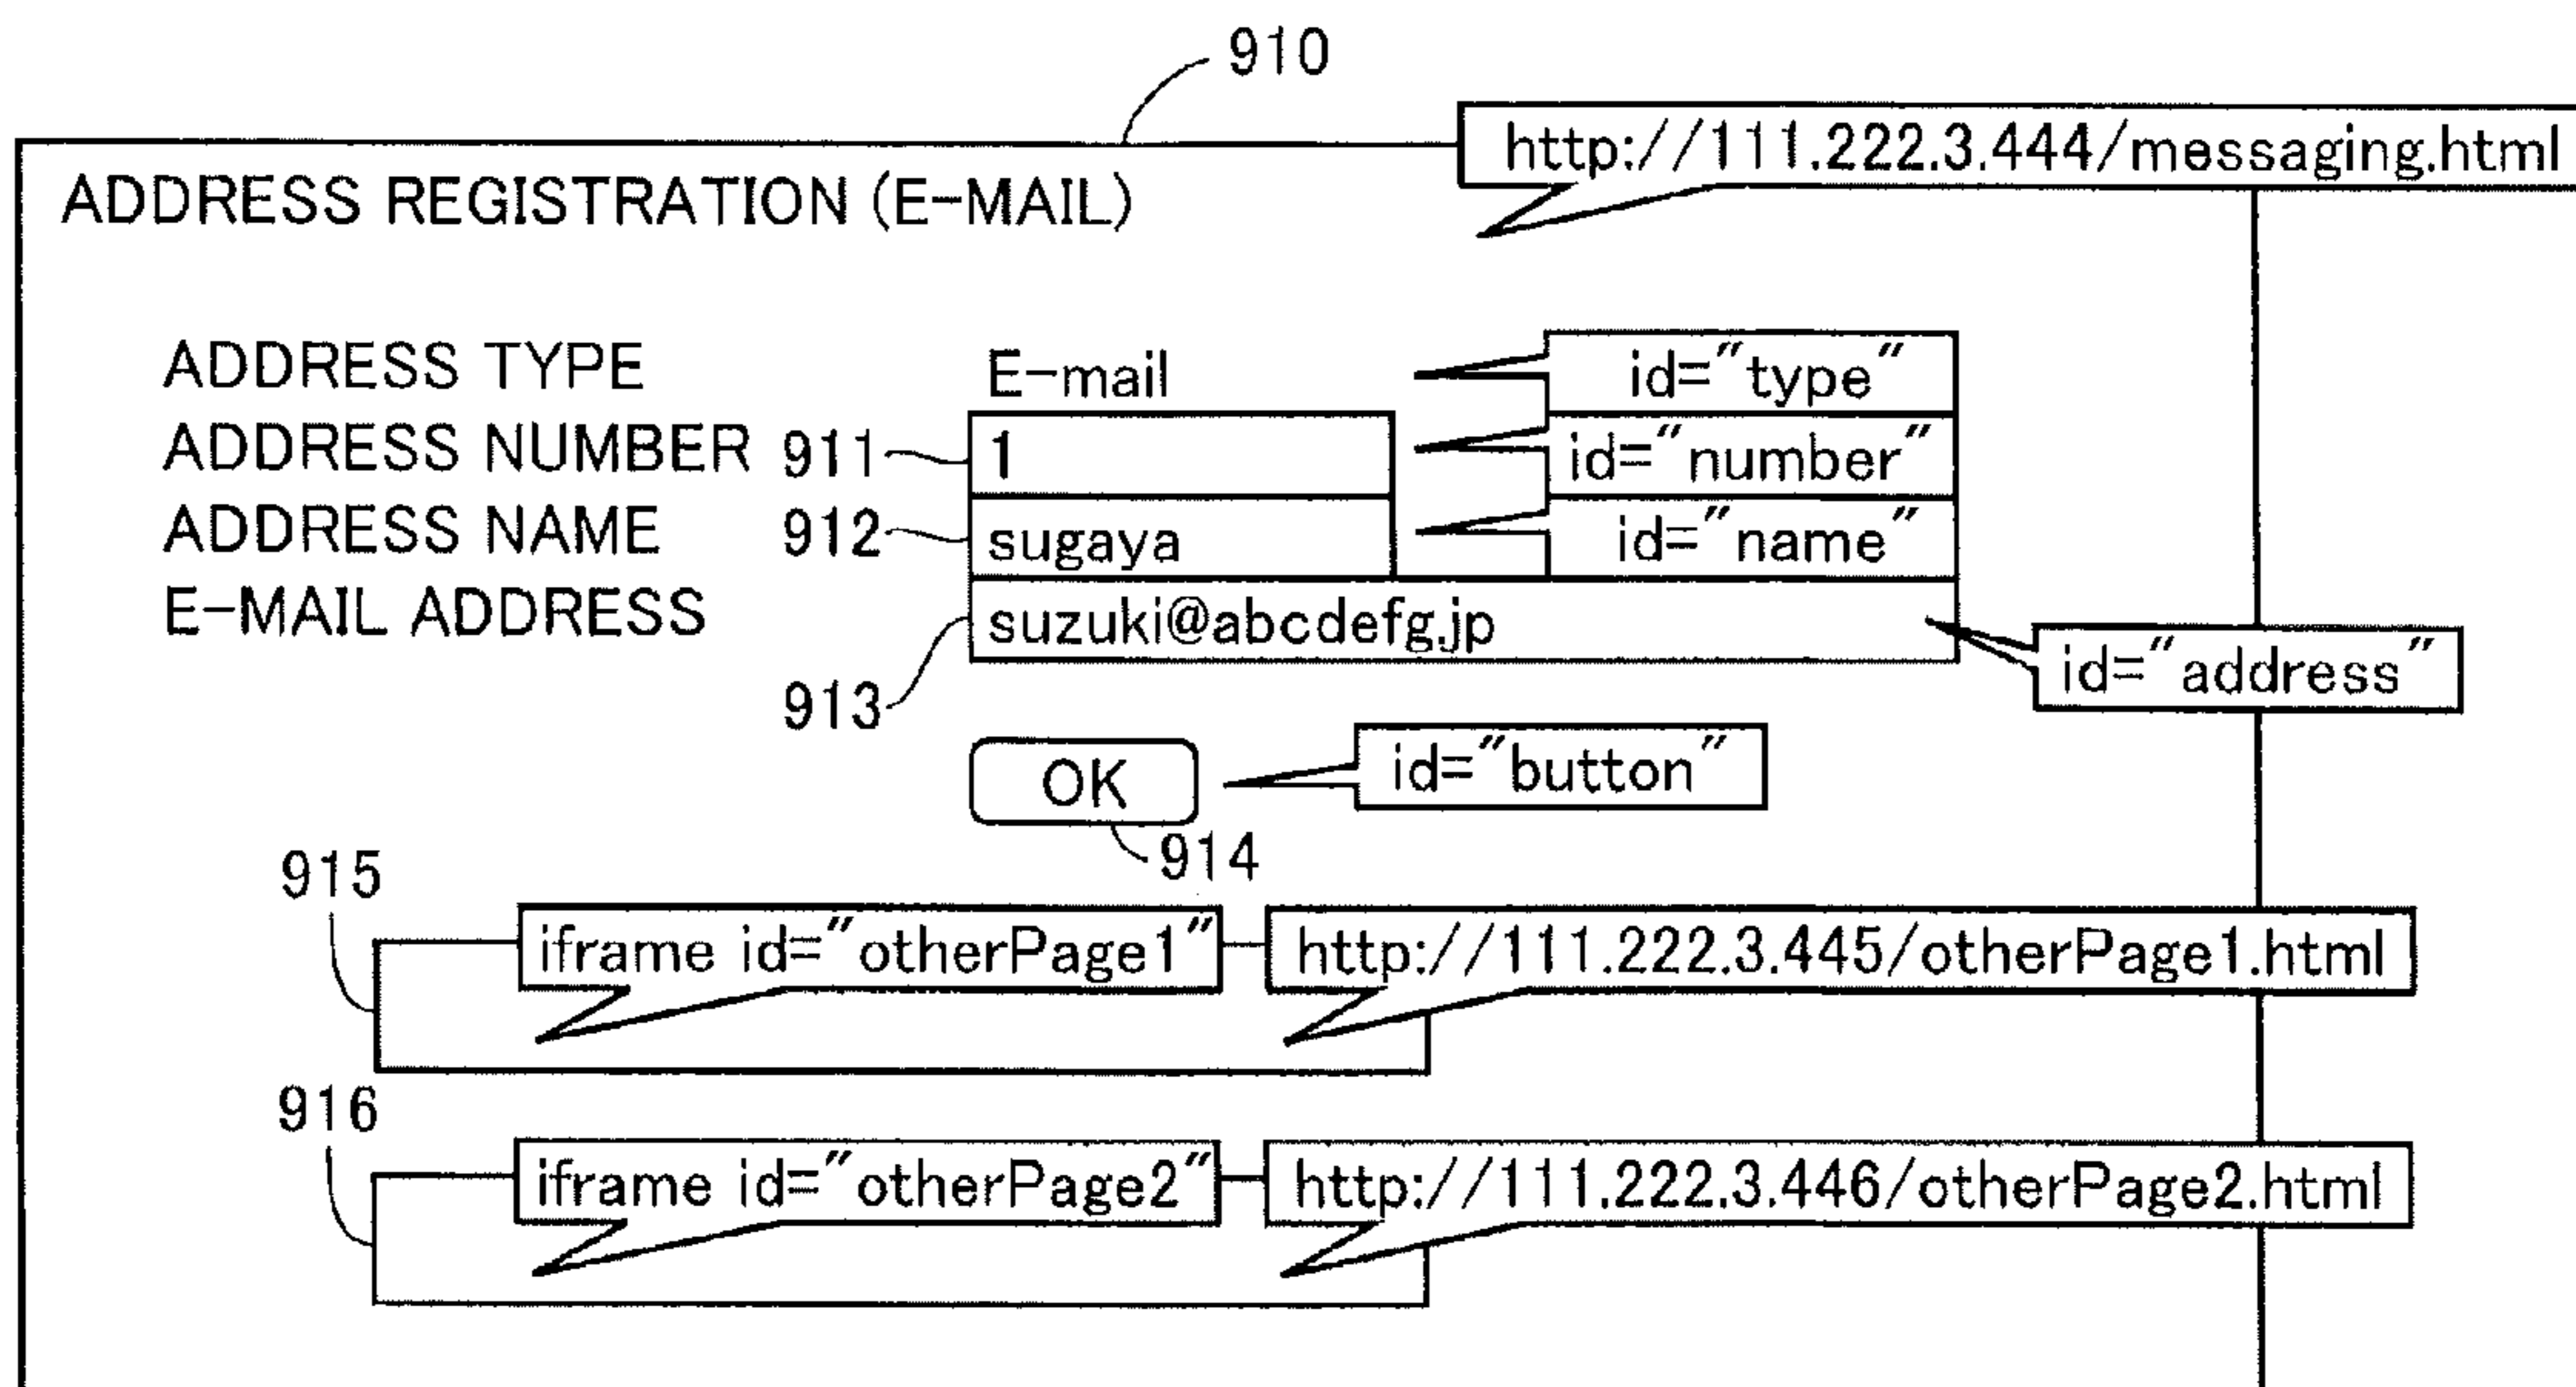 910
http://111.222.3.444/messaging.html
ADDRESS REGISTRATION (E-MAIL)
ADDRESS TYPE E-mail id="type"
ADDRESS NUMBER 911 1 id="number"
ADDRESS NAME 912 sugaya id="name"
E-MAIL ADDRESS suzuki@abcdefg.jp
id="address"
913
OK id="button"
914
915
iframe id="otherPage1" http://111.222.3.445/otherPage1.html
916
iframe id="otherPage2" http://111.222.3.446/otherPage2.html